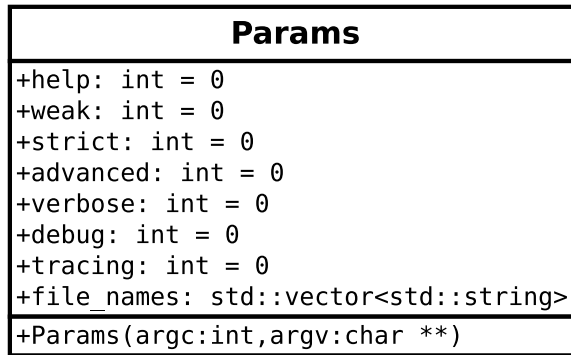 Params
+help: int = 0
+weak: int = 0
+strict: int = 0
+advanced: int = 0
+verbose: int = 0
+debug: int = 0
+tracing: int = 0
+file_names: std::vector<std::string>
+Params(argc:int,argv:char **)